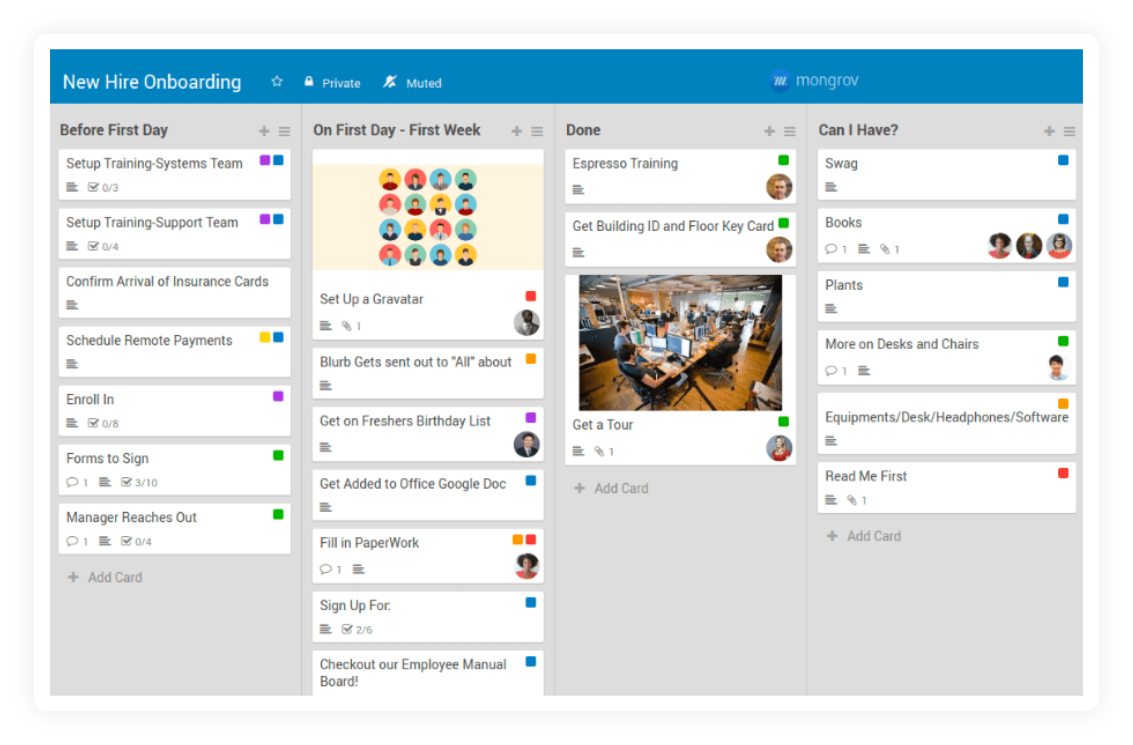 New Hire Onboarding
Private
Muted
m.
mongrov
Before First Day
Setup Training-Systems Team
0/3
Setup Training-Support Team
0/4
Confirm Arrival of Insurance Cards
Schedule Remote Payments
Enroll In
0/8
Forms to Sign
1
3/10
Manager Reaches Out
1
0/4
Add Card
On First Day - First Week
Set Up a Gravatar
1
Blurb Gets sent out to "All" about
Get on Freshers Birthday List
Get Added to Office Google Doc
Fill in PaperWork
1
Sign Up For:
2/6
Checkout our Employee Manual
Board!
Done
Espresso Training
Get Building ID and Floor Key Card
Get a Tour
1
Add Card
Can I Have?
Swag
Books
1
1
Plants
More on Desks and Chairs
1
Equipments/Desk/Headphones/Software
Read Me First
1
Add Card